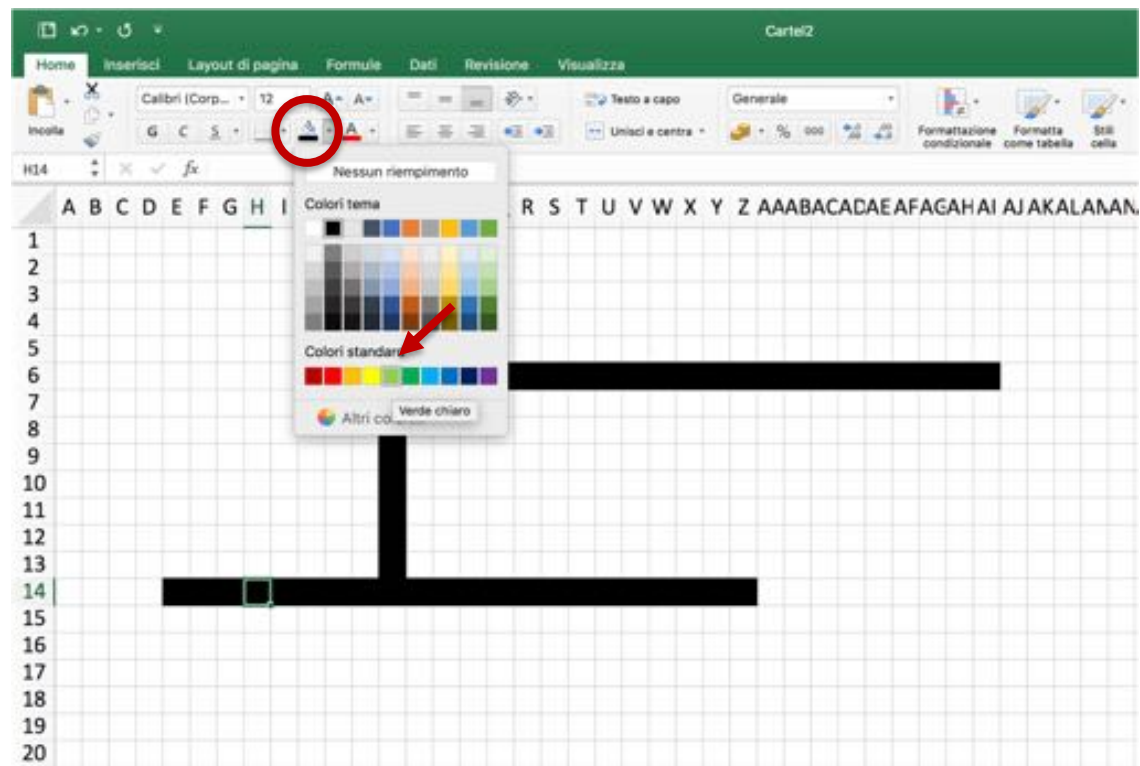 Cartel2
Home Inserisci Layout di pagina Formule Dati Revisione Visualizza
Calibri (Corp... 12 A A Testo a capo Generale
Incolla G C S A Unisci e centra % 000 Formattazione condizionale Formatta come tabella Stili cella
H14 fx
Nessun riempimento
A B C D E F G H I R S T U V W X Y Z AA AB AC AD AE AF AG AH AI AJ AK AL
Colori tema
1
2
3
4
5
Colori standard
6
7
Verde chiaro
8
Altri
9
10
11
12
13
14
15
16
17
18
19
20